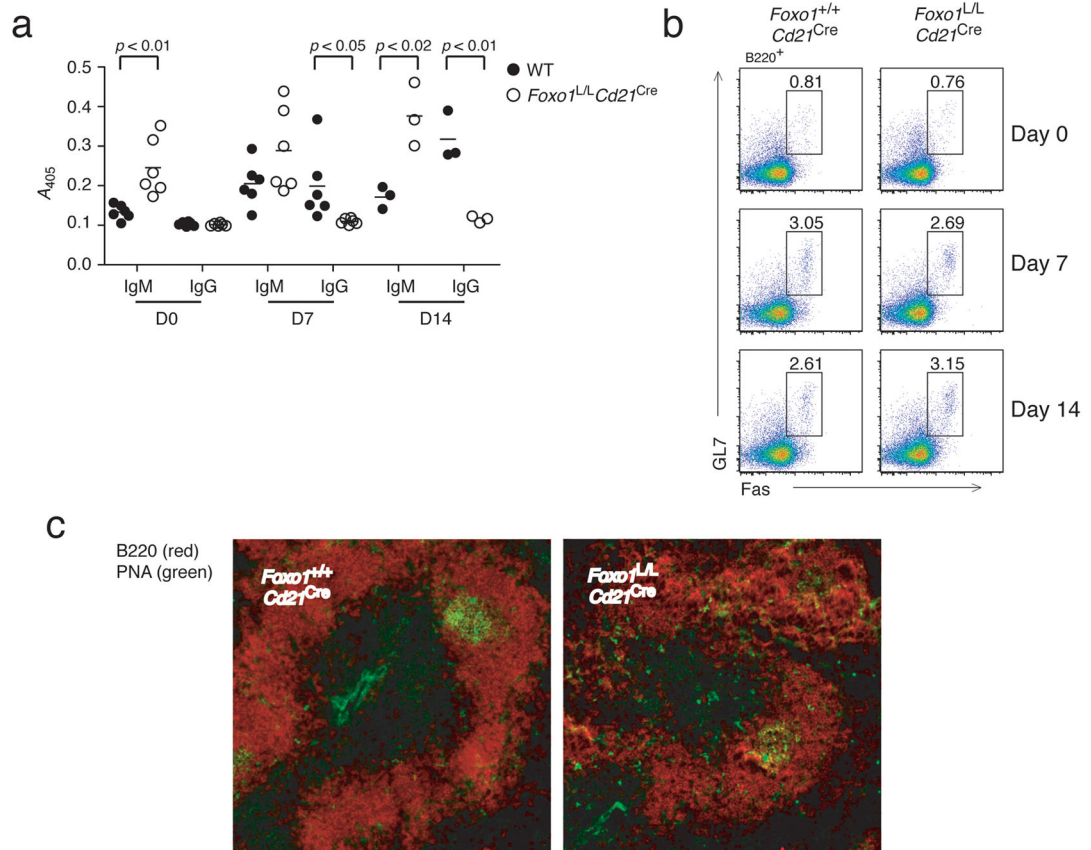 a
p < 0.01
p < 0.05
p < 0.02
p < 0.01
0.5
0.4
0.3
0.2
0.1
0.0
A405
WT
Foxo1L/LCd21Cre
IgM
IgG
IgM
IgG
IgM
IgG
D0
D7
D14
b
Foxo1+/+
Cd21Cre
Foxo1L/L
Cd21Cre
B220+
0.81
0.76
Day 0
3.05
2.69
Day 7
2.61
3.15
Day 14
GL7
Fas
c
B220 (red)
PNA (green)
Foxo1+/+
Cd21Cre
Foxo1L/L
Cd21Cre